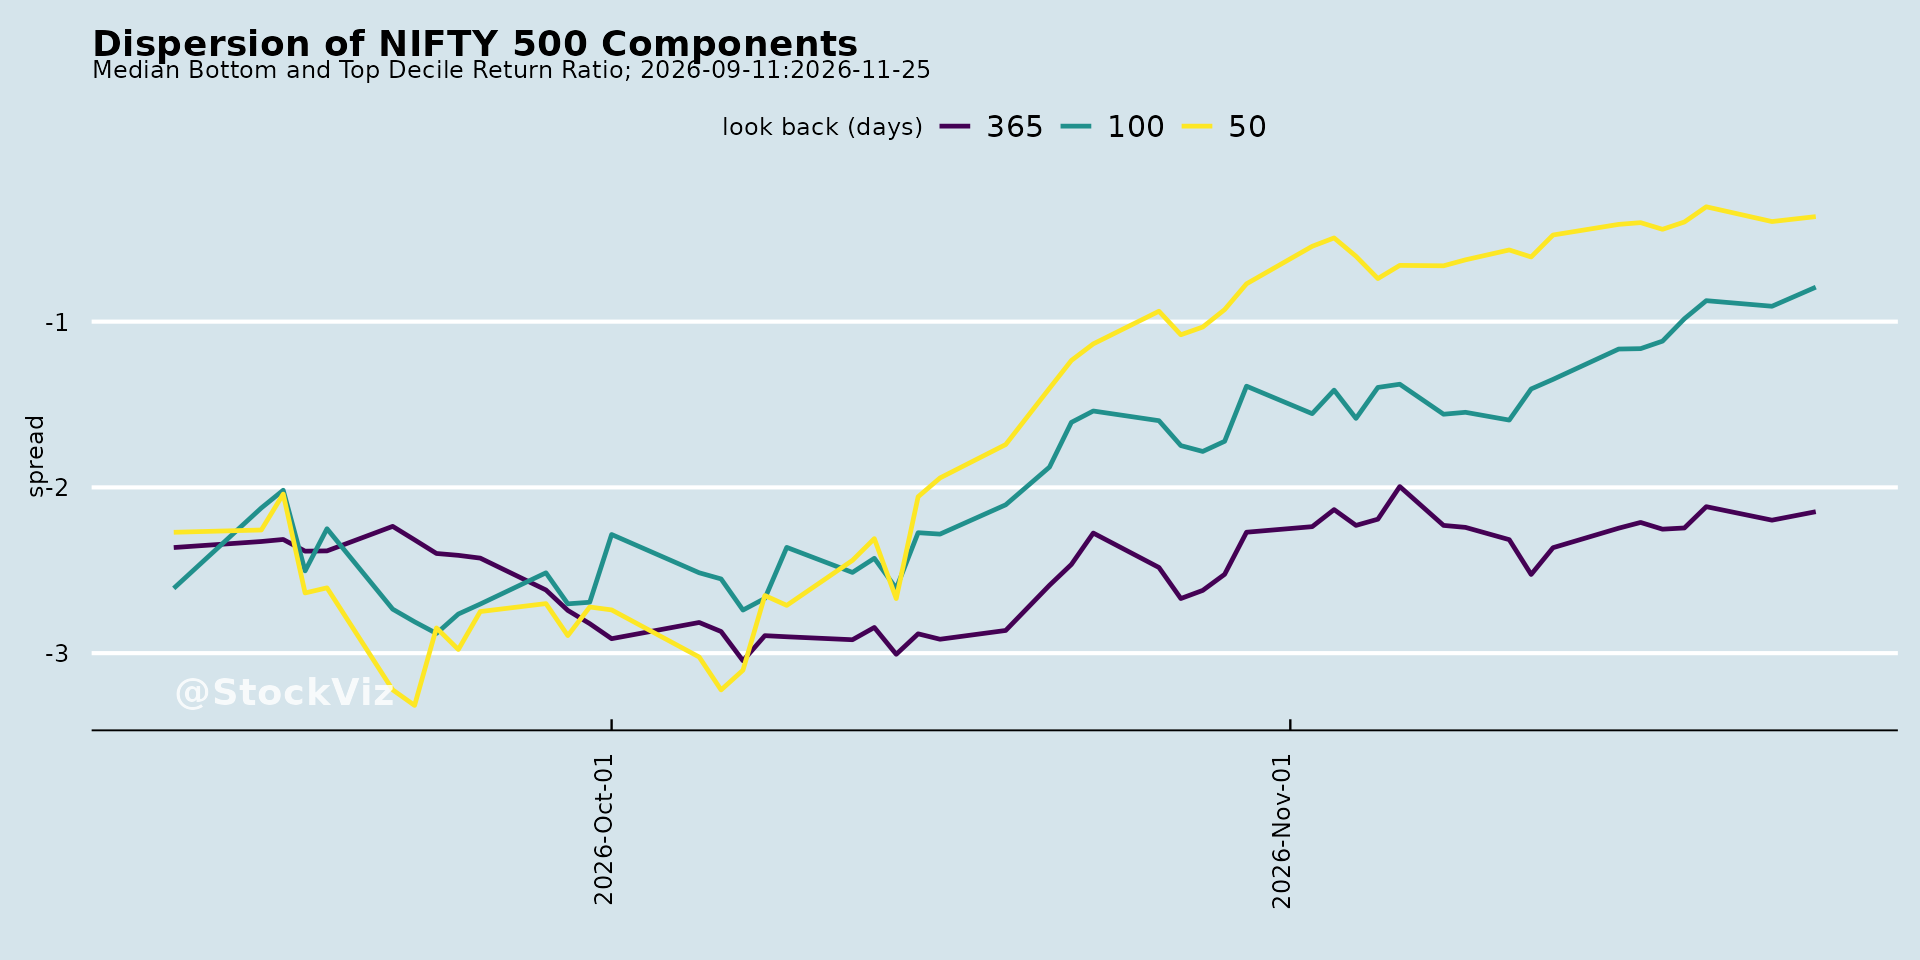 Dispersion of NIFTY 500 Components
Median Bottom and Top Decile Return Ratio; 2026-09-11:2026-11-25
look back (days) 365 100 50
-1
-2
-3
spread
@StockViz
2026-Oct-01
2026-Nov-01